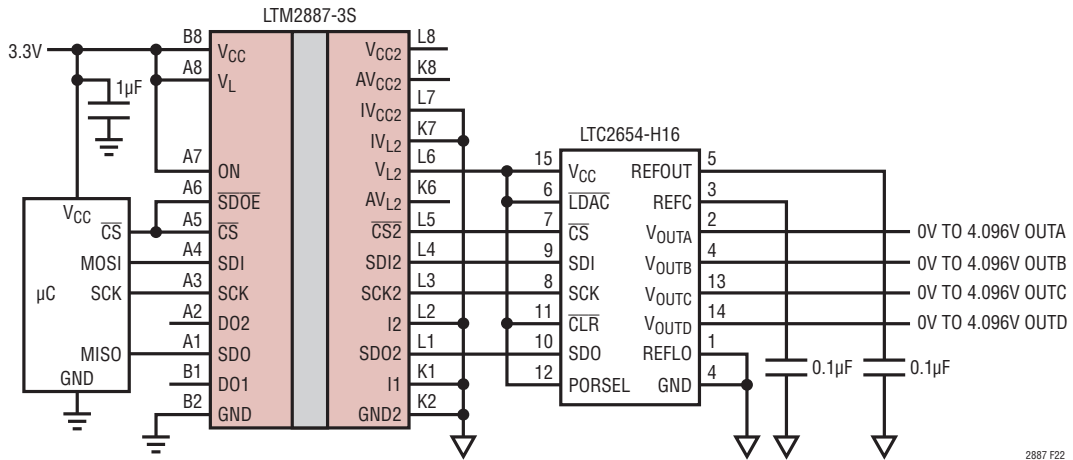 LTM2887-3S
3.3V
B8
VCC
A8
VL
1µF
A7
ON
A6
SDOE
VCC
CS
A5
CS
MOSI
A4
SDI
µC
SCK
A3
SCK
A2
DO2
MISO
A1
SDO
GND
B1
DO1
B2
GND
VCC2
L8
AVCC2
K8
IVCC2
L7
IVL2
K7
VL2
L6
AVL2
K6
CS2
L5
SDI2
L4
SCK2
L3
I2
L2
SDO2
L1
I1
K1
GND2
K2
LTC2654-H16
15
VCC
6
LDAC
7
CS
9
SDI
8
SCK
11
CLR
10
SDO
12
PORSEL
REFOUT
5
REFC
3
VOUTA
2
0V TO 4.096V OUTA
VOUTB
4
0V TO 4.096V OUTB
VOUTC
13
0V TO 4.096V OUTC
VOUTD
14
0V TO 4.096V OUTD
REFLO
1
GND
4
0.1µF
0.1µF
2887 F22